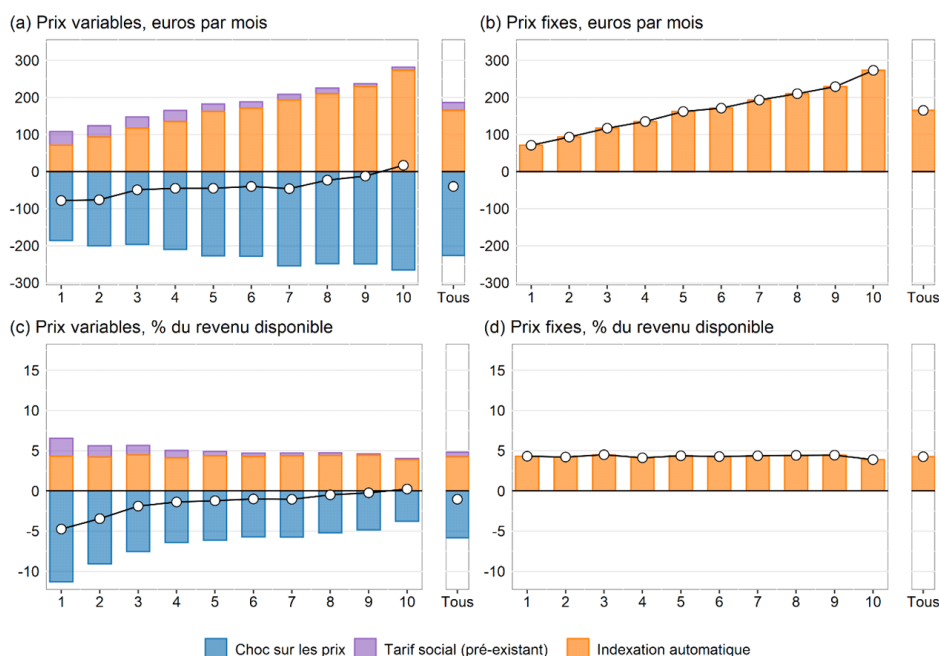 (a) Prix variables, euros par mois
(b) Prix fixes, euros par mois
300
200
100
0
-100
-200
-300
1 2 3 4 5 6 7 8 9 10 Tous
300
200
100
0
-100
-200
-300
1 2 3 4 5 6 7 8 9 10 Tous
(c) Prix variables, % du revenu disponible
(d) Prix fixes, % du revenu disponible
15
10
5
0
-5
-10
1 2 3 4 5 6 7 8 9 10 Tous
15
10
5
0
-5
-10
1 2 3 4 5 6 7 8 9 10 Tous
Choc sur les prix Tarif social (pré-existant) Indexation automatique